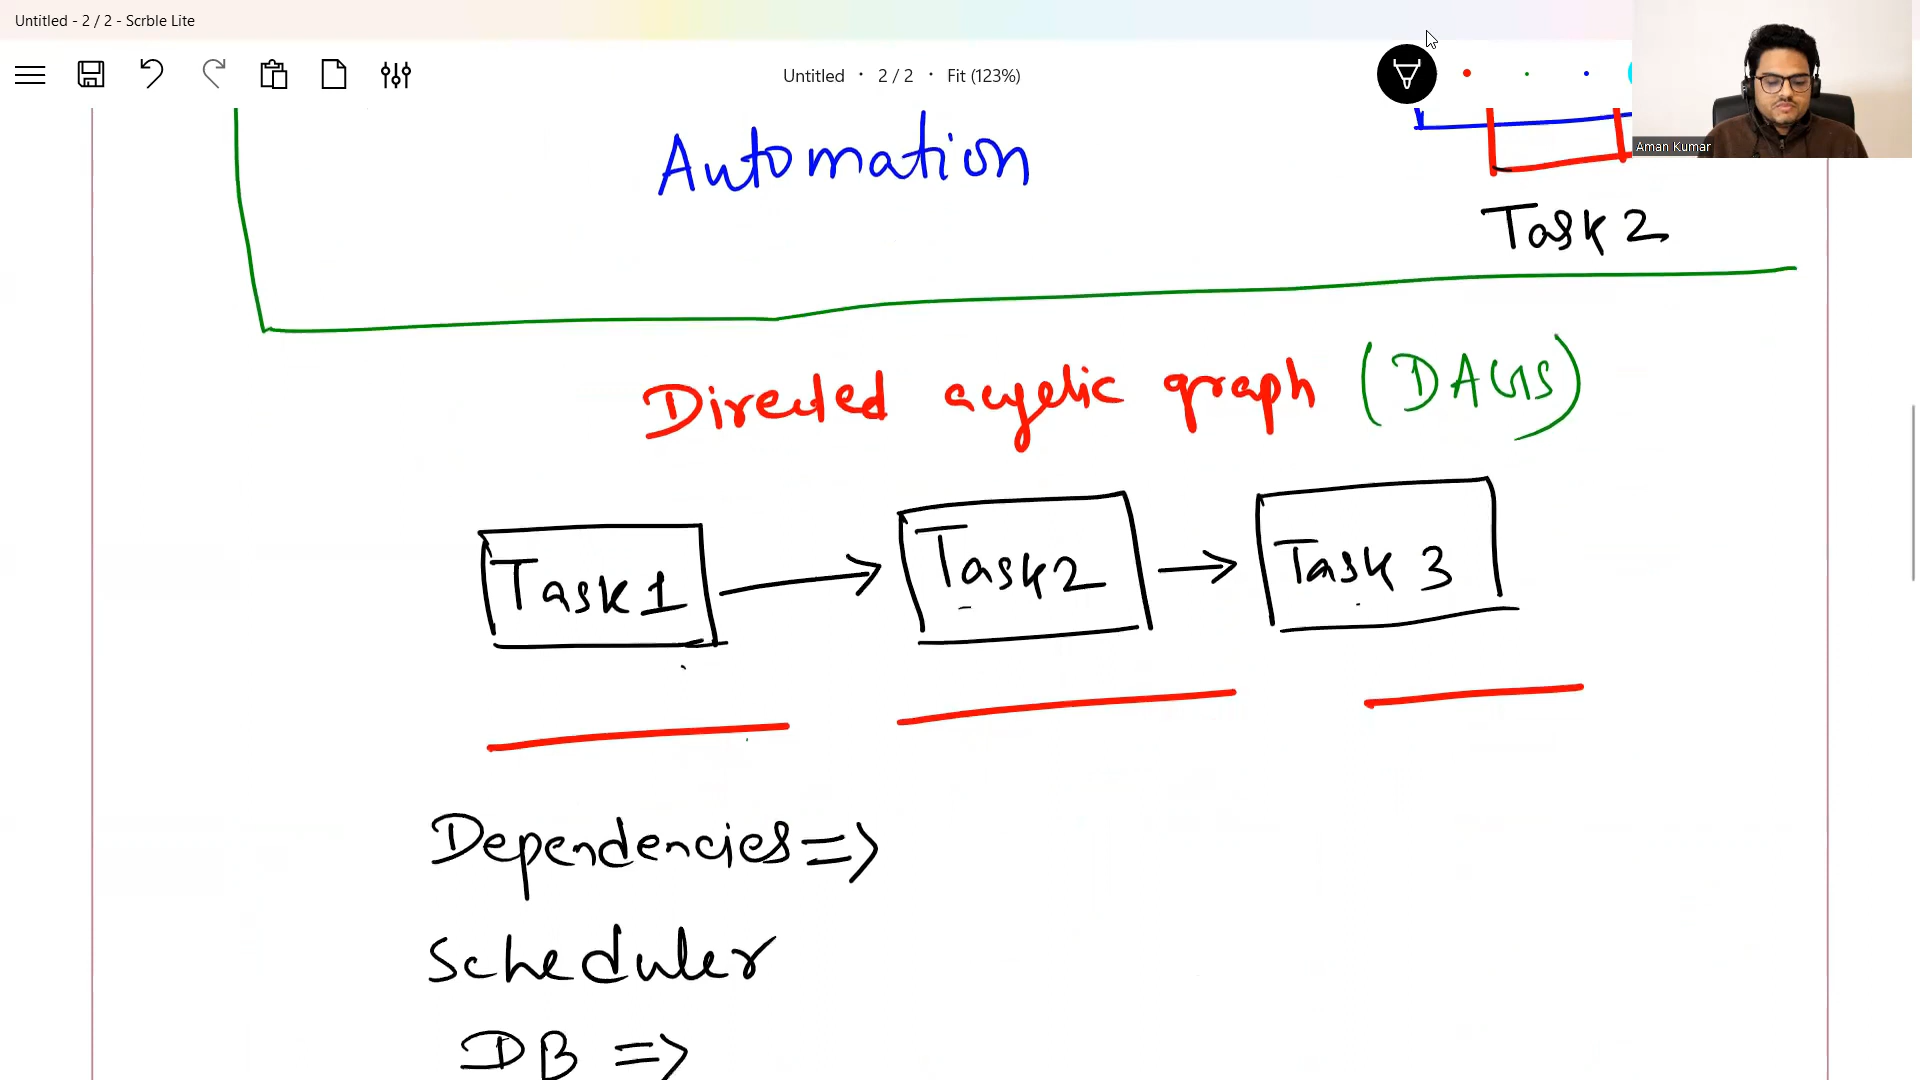 Untitled - 2 / 2 - Scrble Lite
Untitled • 2 / 2 • Fit (123%)
Aman Kumar
Automation
Task 2
Directed acyclic graph (DAGS)
Task 1 → Task 2 → Task 3
Dependencies =>
Scheduler
DB =>